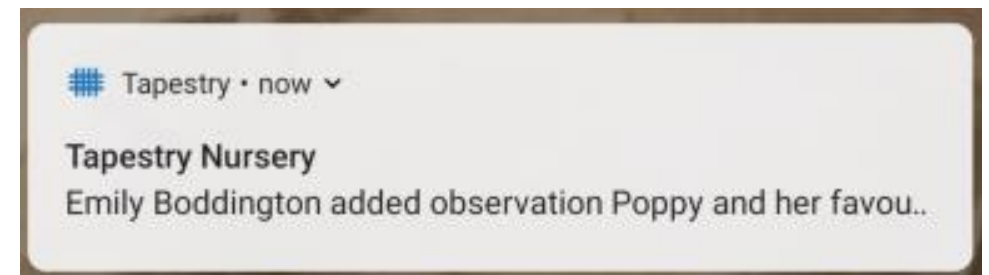 Tapestry • now
Tapestry Nursery
Emily Boddington added observation Poppy and her favou..